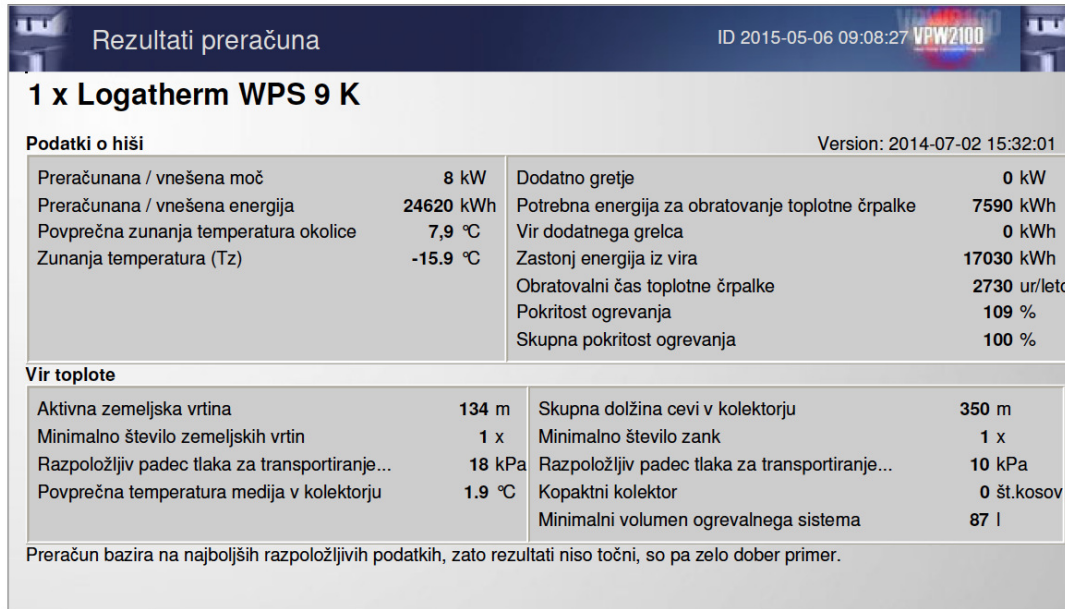 Rezultati preračuna
ID 2015-05-06 09:08:27 VPW2100
1 x Logatherm WPS 9 K
Podatki o hiši
Version: 2014-07-02 15:32:01
Preračunana / vnešena moč 8 kW
Preračunana / vnešena energija 24620 kWh
Povprečna zunanja temperatura okolice 7,9 °C
Zunanja temperatura (Tz) -15.9 °C
Dodatno gretje 0 kW
Potrebna energija za obratovanje toplotne črpalke 7590 kWh
Vir dodatnega grelca 0 kWh
Zastonj energija iz vira 17030 kWh
Obratovalni čas toplotne črpalke 2730 ur/leto
Pokritost ogrevanja 109 %
Skupna pokritost ogrevanja 100 %
Vir toplote
Aktivna zemeljska vrtina 134 m
Minimalno število zemeljskih vrtin 1 x
Razpoložljiv padec tlaka za transportiranje... 18 kPa
Povprečna temperatura medija v kolektorju 1.9 °C
Skupna dolžina cevi v kolektorju 350 m
Minimalno število zank 1 x
Razpoložljiv padec tlaka za transportiranje... 10 kPa
Kopaktni kolektor 0 št.kosov
Minimalni volumen ogrevalnega sistema 87 l
Preračun bazira na najboljših razpoložljivih podatkih, zato rezultati niso točni, so pa zelo dober primer.